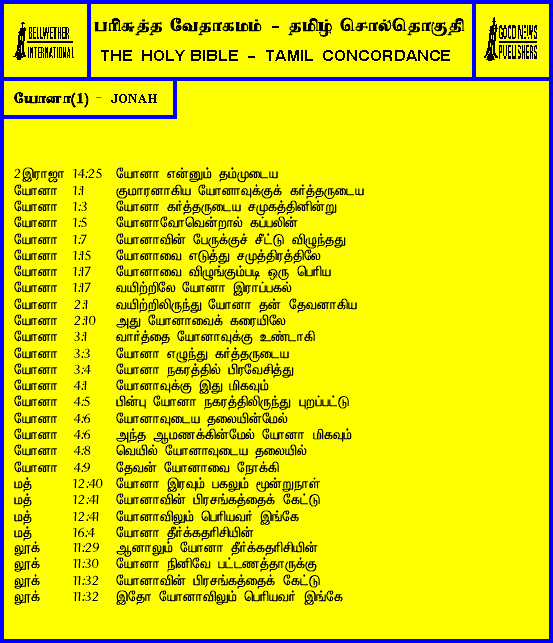 BELLWETHER
INTERNATIONAL
பரிசுத்த வேதாகமம் - தமிழ் சொல்தொகுதி
THE HOLY BIBLE - TAMIL CONCORDANCE
GOOD NEWS
PUBLISHERS
யோனா(1) - JONAH
2இராஜா 14:25 யோனா என்னும் தம்முடைய
யோனா 1:1 குமாரனாகிய யோனாவுக்குக் கர்த்தருடைய
யோனா 1:3 யோனா கர்த்தருடைய சமுகத்தினின்று
யோனா 1:5 யோனாவோவென்றால் கப்பலின்
யோனா 1:7 யோனாவின் பேருக்குச் சீட்டு விழுந்தது
யோனா 1:15 யோனாவை எடுத்து சமுத்திரத்திலே
யோனா 1:17 யோனாவை விழுங்கும்படி ஒரு பெரிய
யோனா 1:17 வயிற்றிலே யோனா இராப்பகல்
யோனா 2:1 வயிற்றிலிருந்து யோனா தன் தேவனாகிய
யோனா 2:10 அது யோனாவைக் கரையிலே
யோனா 3:1 வார்த்தை யோனாவுக்கு உண்டாகி
யோனா 3:3 யோனா எழுந்து கர்த்தருடைய
யோனா 3:4 யோனா நகரத்தில் பிரவேசித்து
யோனா 4:1 யோனாவுக்கு இது மிகவும்
யோனா 4:5 பின்பு யோனா நகரத்திலிருந்து புறப்பட்டு
யோனா 4:6 யோனாவுடைய தலையின்மேல்
யோனா 4:6 அந்த ஆமணக்கின்மேல் யோனா மிகவும்
யோனா 4:8 வெயில் யோனாவுடைய தலையில்
யோனா 4:9 தேவன் யோனாவை நோக்கி
மத் 12:40 யோனா இரவும் பகலும் மூன்றுநாள்
மத் 12:41 யோனாவின் பிரசங்கத்தைக் கேட்டு
மத் 12:41 யோனாவிலும் பெரியவர் இங்கே
மத் 16:4 யோனா தீர்க்கதரிசியின்
லூக் 11:29 ஆனாலும் யோனா தீர்க்கதரிசியின்
லூக் 11:30 யோனா நினிவே பட்டணத்தாருக்கு
லூக் 11:32 யோனாவின் பிரசங்கத்தைக் கேட்டு
லூக் 11:32 இதோ யோனாவிலும் பெரியவர் இங்கே